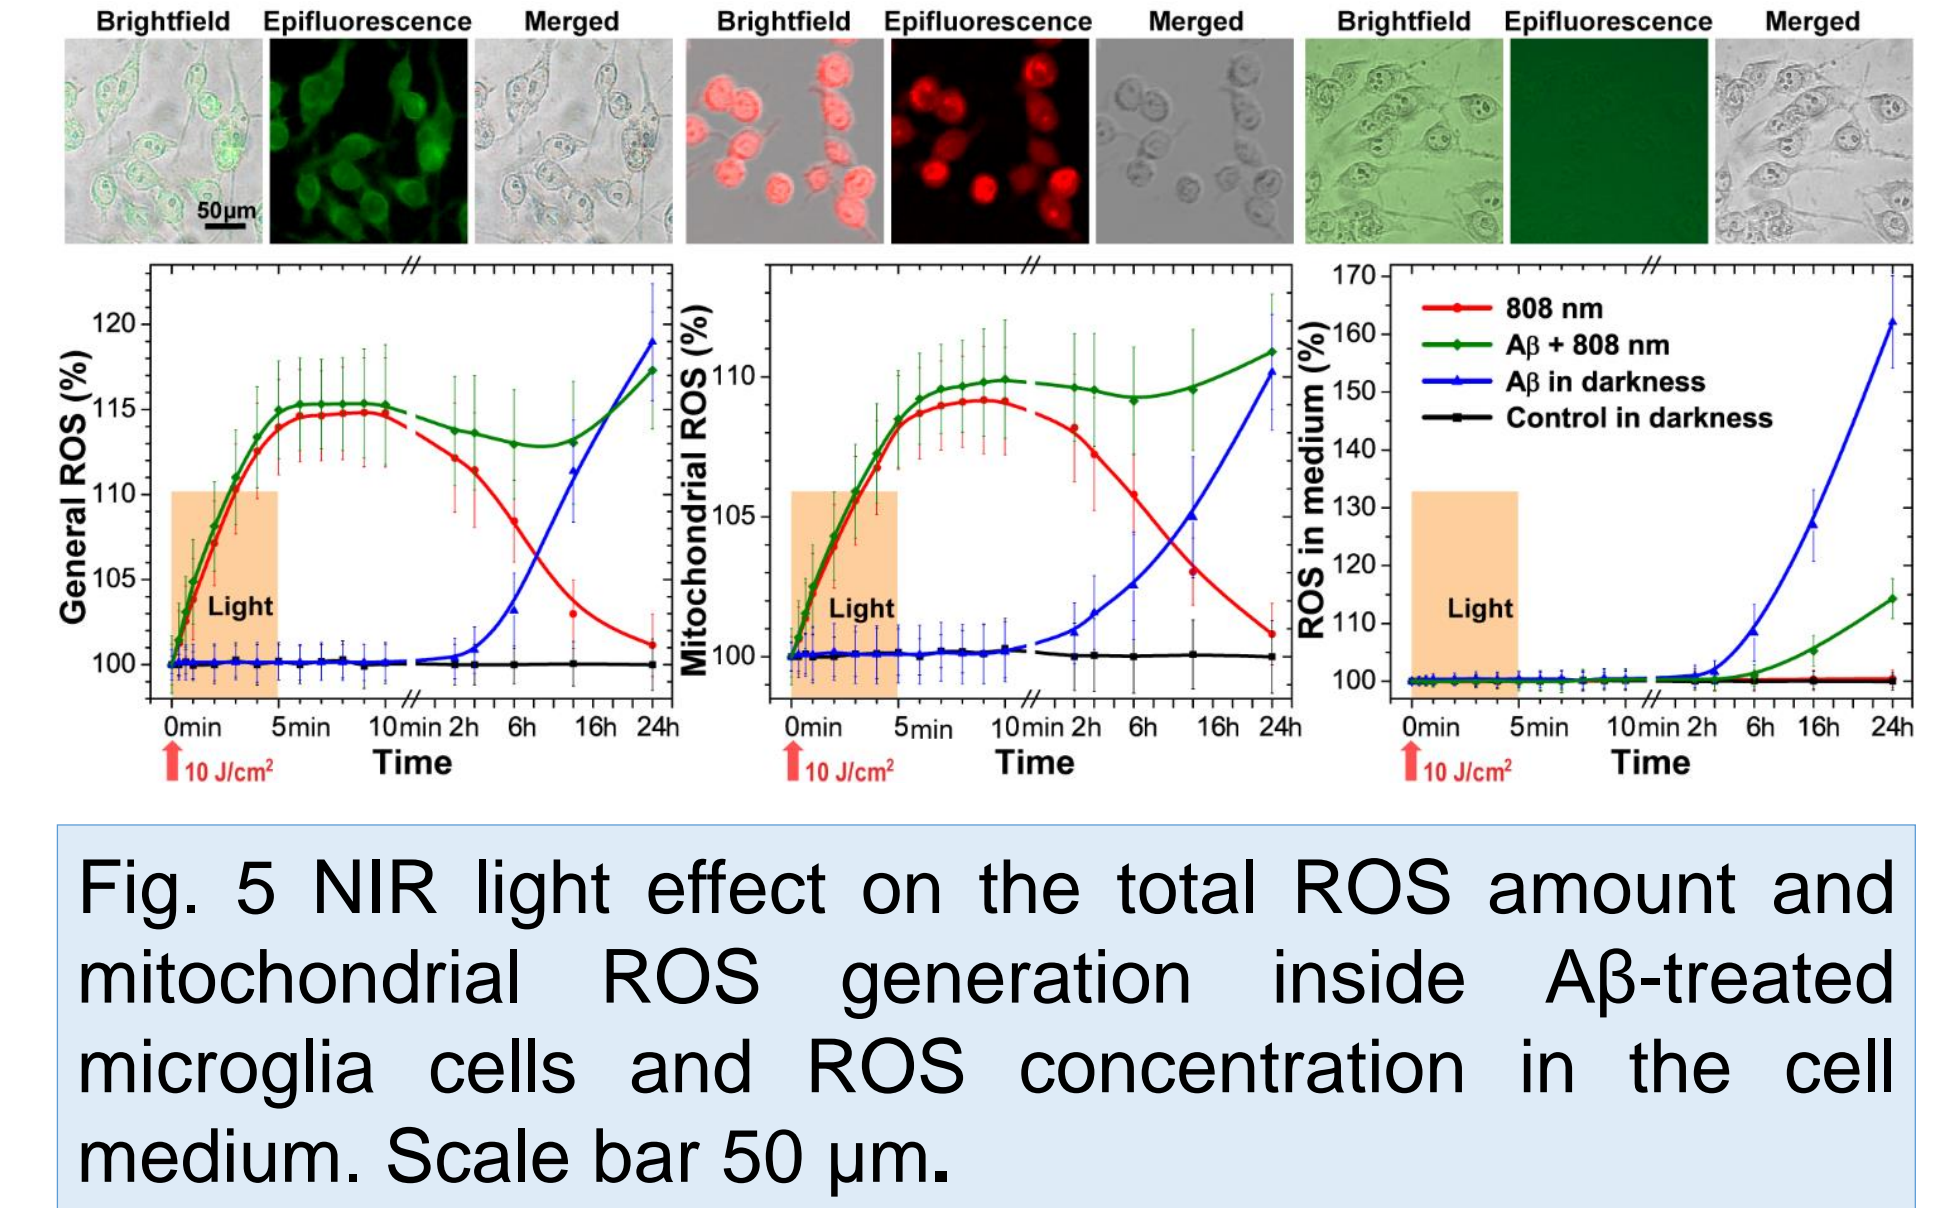 Brightfield Epifluorescence Merged Brightfield Epifluorescence Merged Brightfield Epifluorescence Merged
50µm
General ROS (%)
120
115
110
105
100
Light
0min 5min 10min 2h 6h 16h 24h
10 J/cm²
Time
Mitochondrial ROS (%)
110
105
100
Light
0min 5min 10min 2h 6h 16h 24h
10 J/cm²
Time
ROS in medium (%)
170
160
150
140
130
120
110
100
808 nm
Aβ + 808 nm
Aβ in darkness
Control in darkness
Light
0min 5min 10min 2h 6h 16h 24h
10 J/cm²
Time
Fig. 5 NIR light effect on the total ROS amount and
mitochondrial ROS generation inside Aβ-treated
microglia cells and ROS concentration in the cell
medium. Scale bar 50 µm.